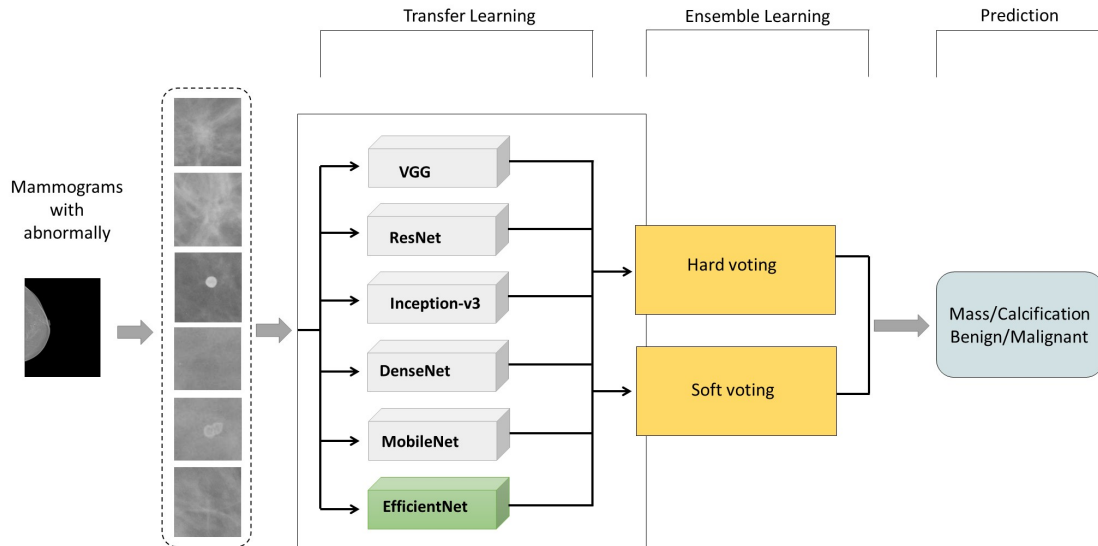 Transfer Learning
Ensemble Learning
Prediction
Mammograms
with
abnormally
VGG
ResNet
Inception-v3
DenseNet
MobileNet
EfficientNet
Hard voting
Soft voting
Mass/Calcification
Benign/Malignant